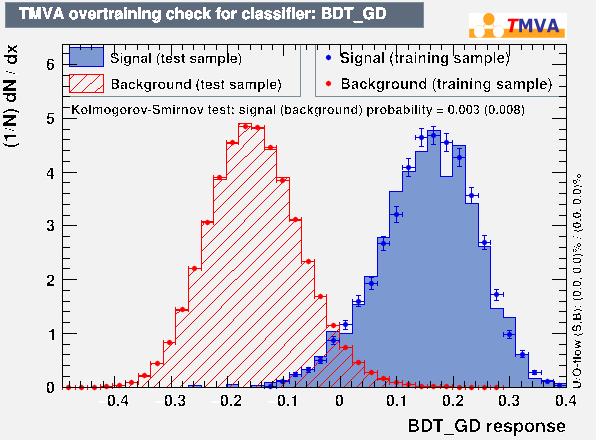 TMVA overtraining check for classifier: BDT_GD
TMVA
Signal (test sample)
Signal (training sample)
Background (test sample)
Background (training sample)
Kolmogorov-Smirnov test: signal (background) probability = 0.003 (0.008)
(1/N) dN / dx
6
5
4
3
2
1
0
0.4 0.3 0.2 0.1 0 0.1 0.2 0.3 0.4
BDT_GD response
U/O-flow (S,B): (0.0, 0.0)% / (0.0, 0.0)%